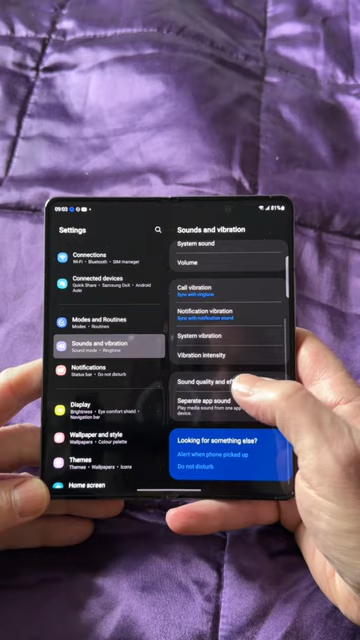 09:03
81%
Settings
Connections
Wi-Fi • Bluetooth • SIM manager
Connected devices
Quick Share • Samsung DeX • Android
Auto
Modes and Routines
Modes • Routines
Sounds and vibration
Sound mode • Ringtone
Notifications
Status bar • Do not disturb
Display
Brightness • Eye comfort shield •
Navigation bar
Wallpaper and style
Wallpapers • Colour palette
Themes
Themes • Wallpapers • Icons
Home screen
Sounds and vibration
System sound
Volume
Call vibration
Sync with ringtone
Notification vibration
Sync with notification sound
System vibration
Vibration intensity
Sound quality and
Separate app sound
Play media sound from one app
device.
Looking for something else?
Alert when phone picked up
Do not disturb